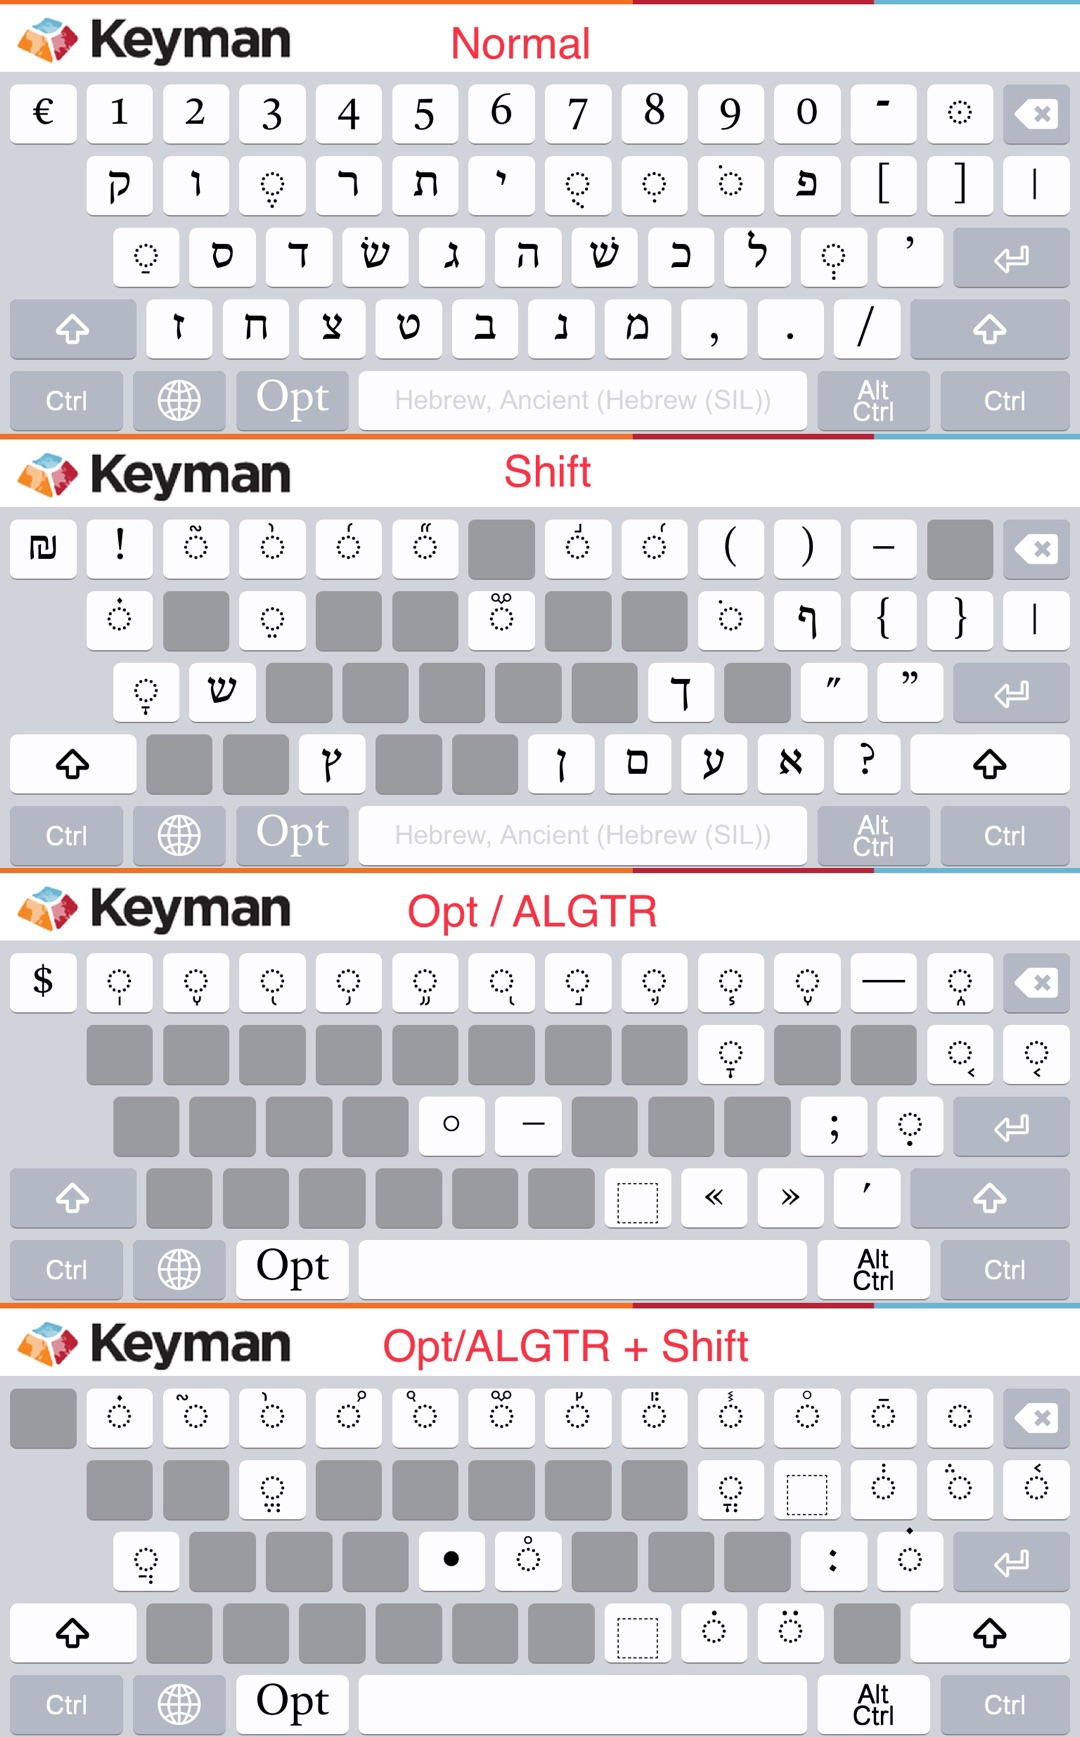 Keyman Normal
€ 1 2 3 4 5 6 7 8 9 0 ־ ◌ּ
ק ו ◌ֶ ר ת י ◌ֻ ◌ִ ◌ֹ פ [ ] ׀
◌ַ ס ד שׂ ג ה שׁ כ ל ◌ְ ’
ז ח צ ט ב נ מ , . /
Ctrl Opt Hebrew, Ancient (Hebrew (SIL)) Alt Ctrl Ctrl
Keyman Shift
₪ ! ( ) –
◌ֵ ◌ֹ ף { } ׀
◌ָ ש ך ״ ”
ץ ן ם ע א ?
Ctrl Opt Hebrew, Ancient (Hebrew (SIL)) Alt Ctrl Ctrl
Keyman Opt / ALGTR
$ —
◌ָ
;
« » ׳
Ctrl Opt Alt Ctrl Ctrl
Keyman Opt/ALGTR + Shift
◌ֱ ◌ֳ
◌ֲ ● ׃
Ctrl Opt Alt Ctrl Ctrl